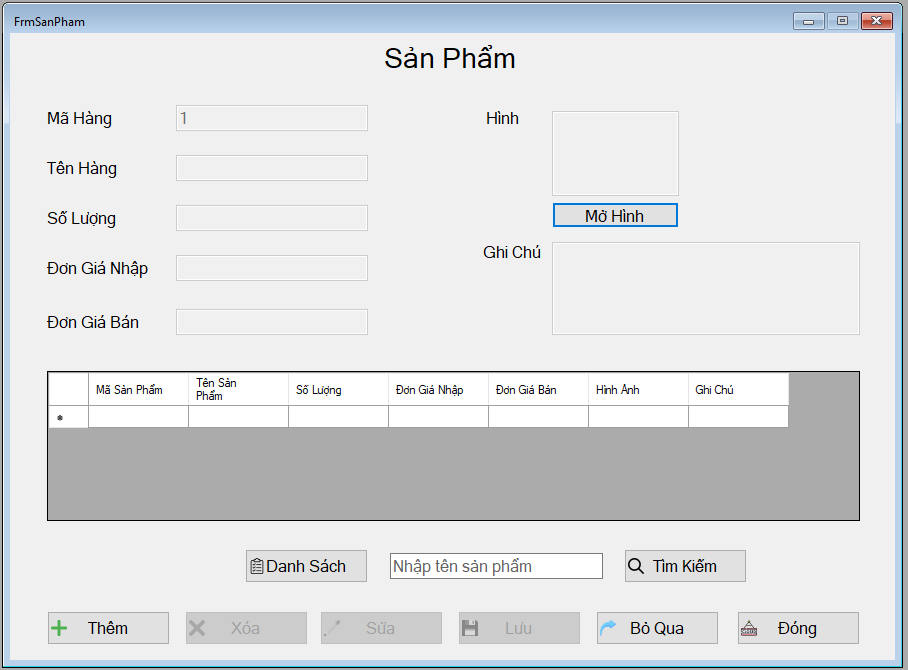 FrmSanPham
Sản Phẩm
Mã Hàng
1
Hình
Tên Hàng
Số Lượng
Mở Hình
Ghi Chú
Đơn Giá Nhập
Đơn Giá Bán
Mã Sản Phẩm
Tên Sản
Phẩm
Số Lượng
Đơn Giá Nhập
Đơn Giá Bán
Hình Ảnh
Ghi Chú
Danh Sách
Nhập tên sản phẩm
Tìm Kiếm
Thêm
Xóa
Sửa
Lưu
Bỏ Qua
Đóng